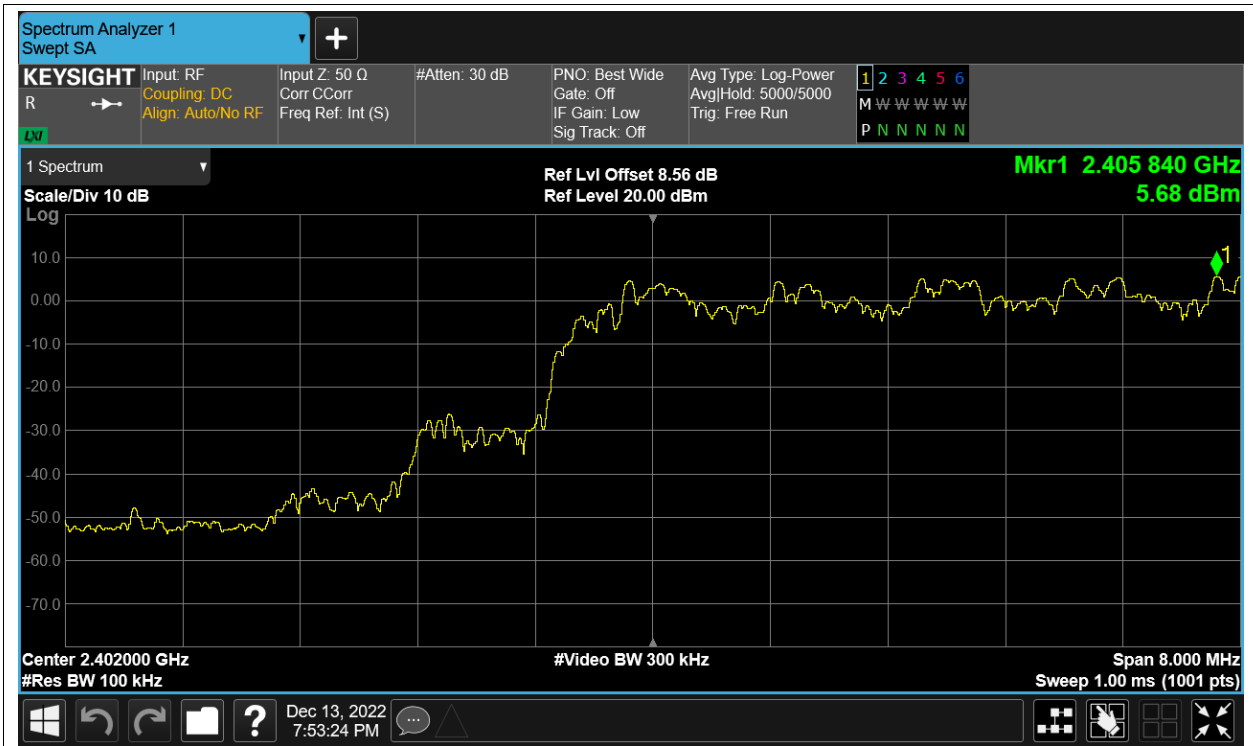 Spectrum Analyzer 1
Swept SA
KEYSIGHT
R
LXI
Input: RF
Coupling: DC
Align: Auto/No RF
Input Z: 50 Ω
Corr CCorr
Freq Ref: Int (S)
#Atten: 30 dB
PNO: Best Wide
Gate: Off
IF Gain: Low
Sig Track: Off
Avg Type: Log-Power
Avg|Hold: 5000/5000
Trig: Free Run
1 2 3 4 5 6
M W W W W W
P N N N N N
1 Spectrum
Scale/Div 10 dB
Log
Ref Lvl Offset 8.56 dB
Ref Level 20.00 dBm
Mkr1 2.405 840 GHz
5.68 dBm
1
10.0
0.00
-10.0
-20.0
-30.0
-40.0
-50.0
-60.0
-70.0
Center 2.402000 GHz
#Res BW 100 kHz
#Video BW 300 kHz
Span 8.000 MHz
Sweep 1.00 ms (1001 pts)
?
Dec 13, 2022
7:53:24 PM